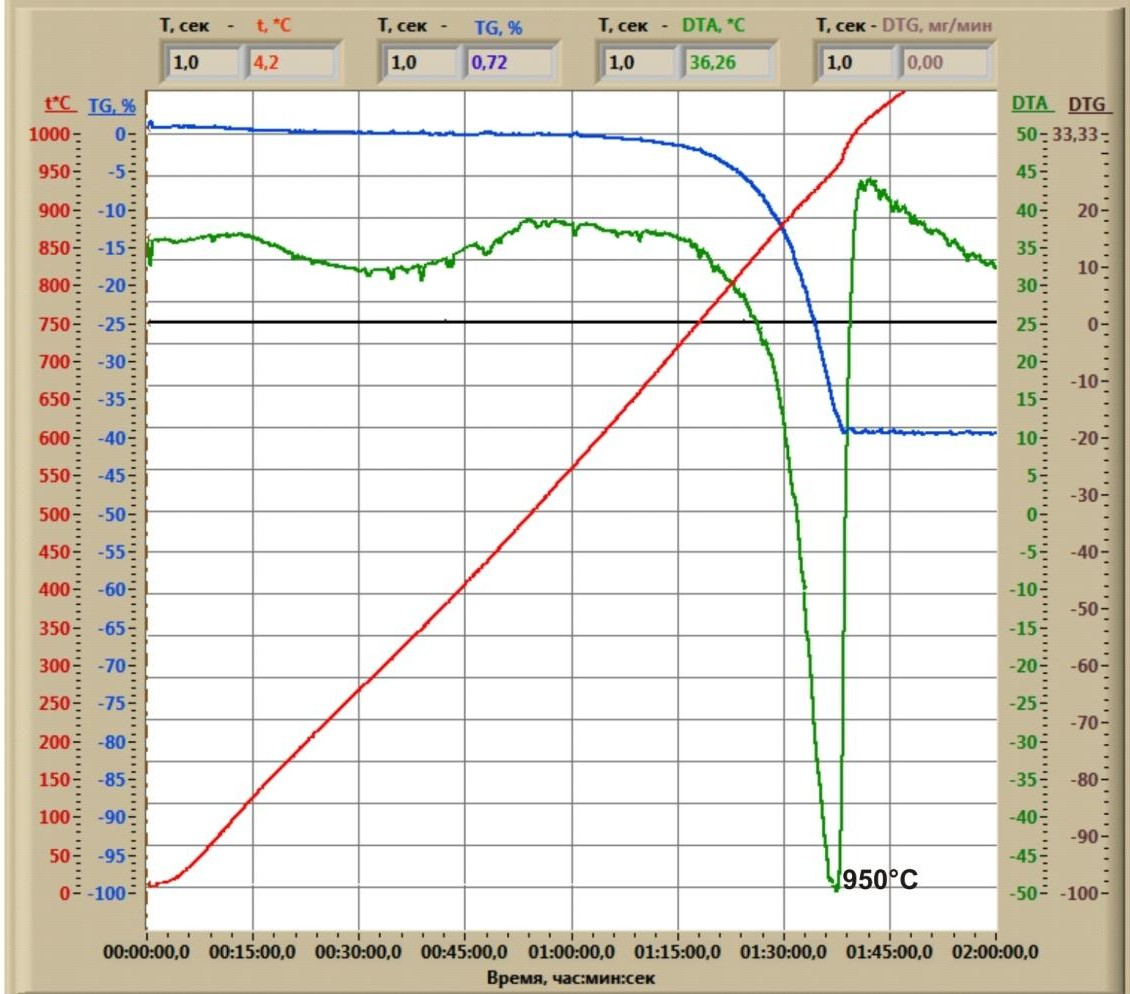 T, сек - t, *C T, сек - TG, % T, сек - DTA, *C T, сек - DTG, мг/мин
1,0 4,2 1,0 0,72 1,0 36,26 1,0 0,00
t*C TG, % DTA DTG
1000 0 50 33,33
950 -5 45
900 -10 40 20
850 -15 35
800 -20 30 10
750 -25 25 0
700 -30 20
650 -35 15 -10
600 -40 10 -20
550 -45 5
500 -50 0 -30
450 -55 -5 -40
400 -60 -10
350 -65 -15 -50
300 -70 -20 -60
250 -75 -25
200 -80 -30 -70
150 -85 -35 -80
100 -90 -40 -90
50 -95 -45
0 -100 950°C -50 -100
00:00:00,0 00:15:00,0 00:30:00,0 00:45:00,0 01:00:00,0 01:15:00,0 01:30:00,0 01:45:00,0 02:00:00,0
Время, час:мин:сек